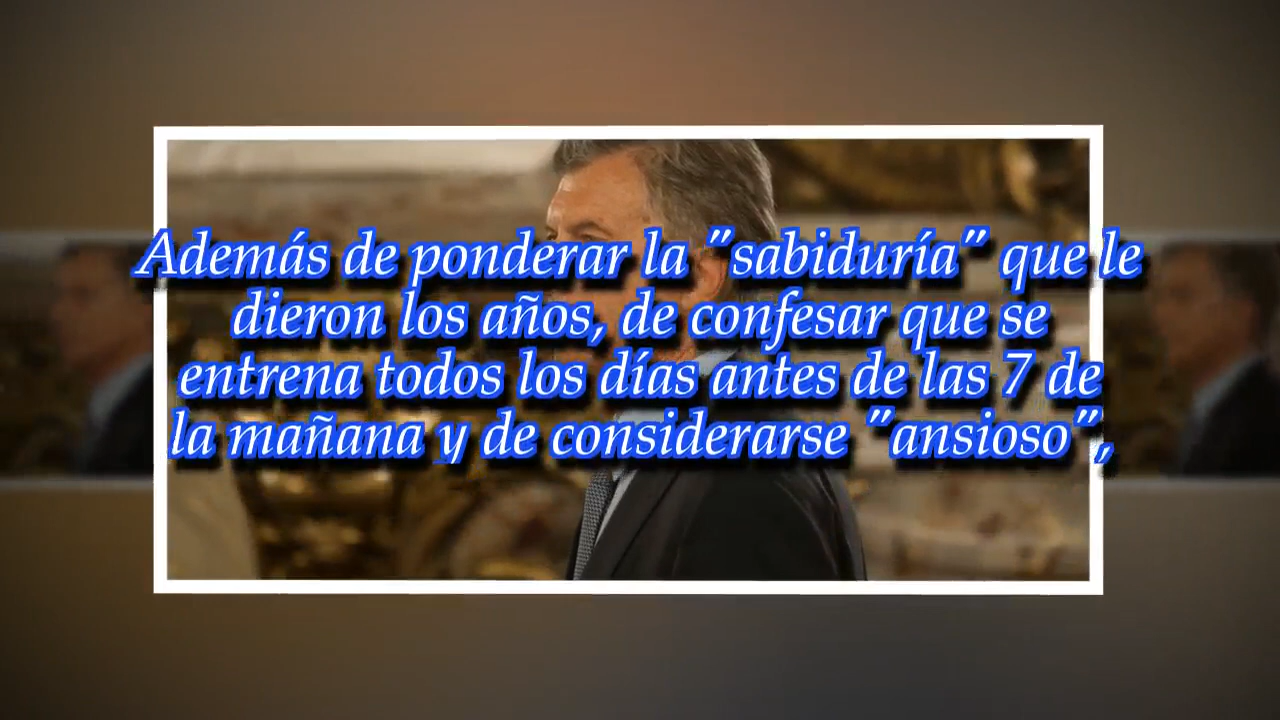 Además de ponderar la "sabiduría" que le
dieron los años, de confesar que se
entrena todos los días antes de las 7 de
la mañana y de considerarse "ansioso",